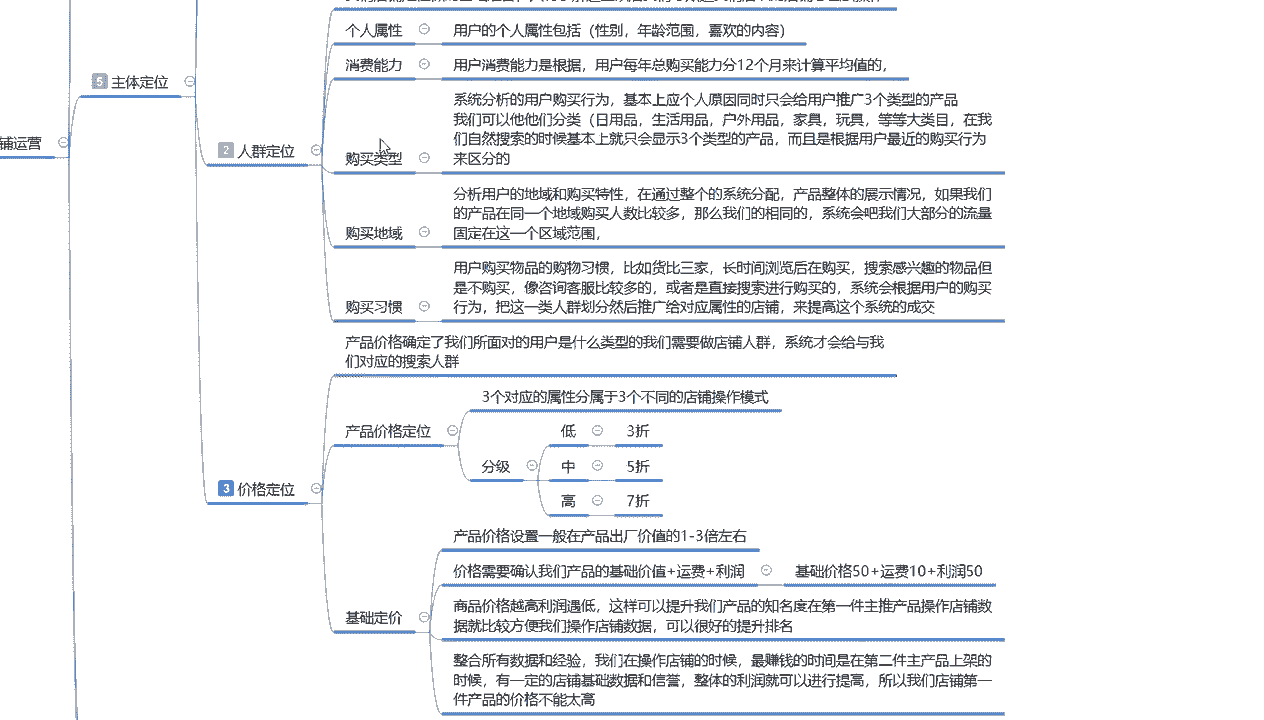 个人属性
用户的个人属性包括（性别，年龄范围，喜欢的内容）
消费能力
用户消费能力是根据，用户每年总购买能力分12个月来计算平均值的，
5 主体定位
系统分析的用户购买行为，基本上应个人原因同时只会给用户推广3个类型的产品
我们可以他他们分类（日用品，生活用品，户外用品，家具，玩具，等等大类目，在我
们自然搜索的时候基本上就只会显示3个类型的产品，而且是根据用户最近的购买行为
来区分的
铺运营
2 人群定位
购买类型
分析用户的地域和购买特性，在通过整个的系统分配，产品整体的展示情况，如果我们
的产品在同一个地域购买人数比较多，那么我们的相同的，系统会吧我们大部分的流量
固定在这一个区域范围，
购买地域
用户购买物品的购物习惯，比如货比三家，长时间浏览后在购买，搜索感兴趣的物品但
是不购买，像咨询客服比较多的，或者是直接搜索进行购买的，系统会根据用户的购买
行为，把这一类人群划分然后推广给对应属性的店铺，来提高这个系统的成交
购买习惯
产品价格确定了我们所面对的用户是什么类型的我们需要做店铺人群，系统才会给与我
们对应的搜索人群
3个对应的属性分属于3个不同的店铺操作模式
产品价格定位
低
3折
分级
中
5折
高
7折
3 价格定位
产品价格设置一般在产品出厂价值的1-3倍左右
价格需要确认我们产品的基础价值+运费+利润
基础价格50+运费10+利润50
商品价格越高利润遇低，这样可以提升我们产品的知名度在第一件主推产品操作店铺数
据就比较方便我们操作店铺数据，可以很好的提升排名
基础定价
整合所有数据和经验，我们在操作店铺的时候，最赚钱的时间是在第二件主产品上架的
时候，有一定的店铺基础数据和信誉，整体的利润就可以进行提高，所以我们店铺第一
件产品的价格不能太高